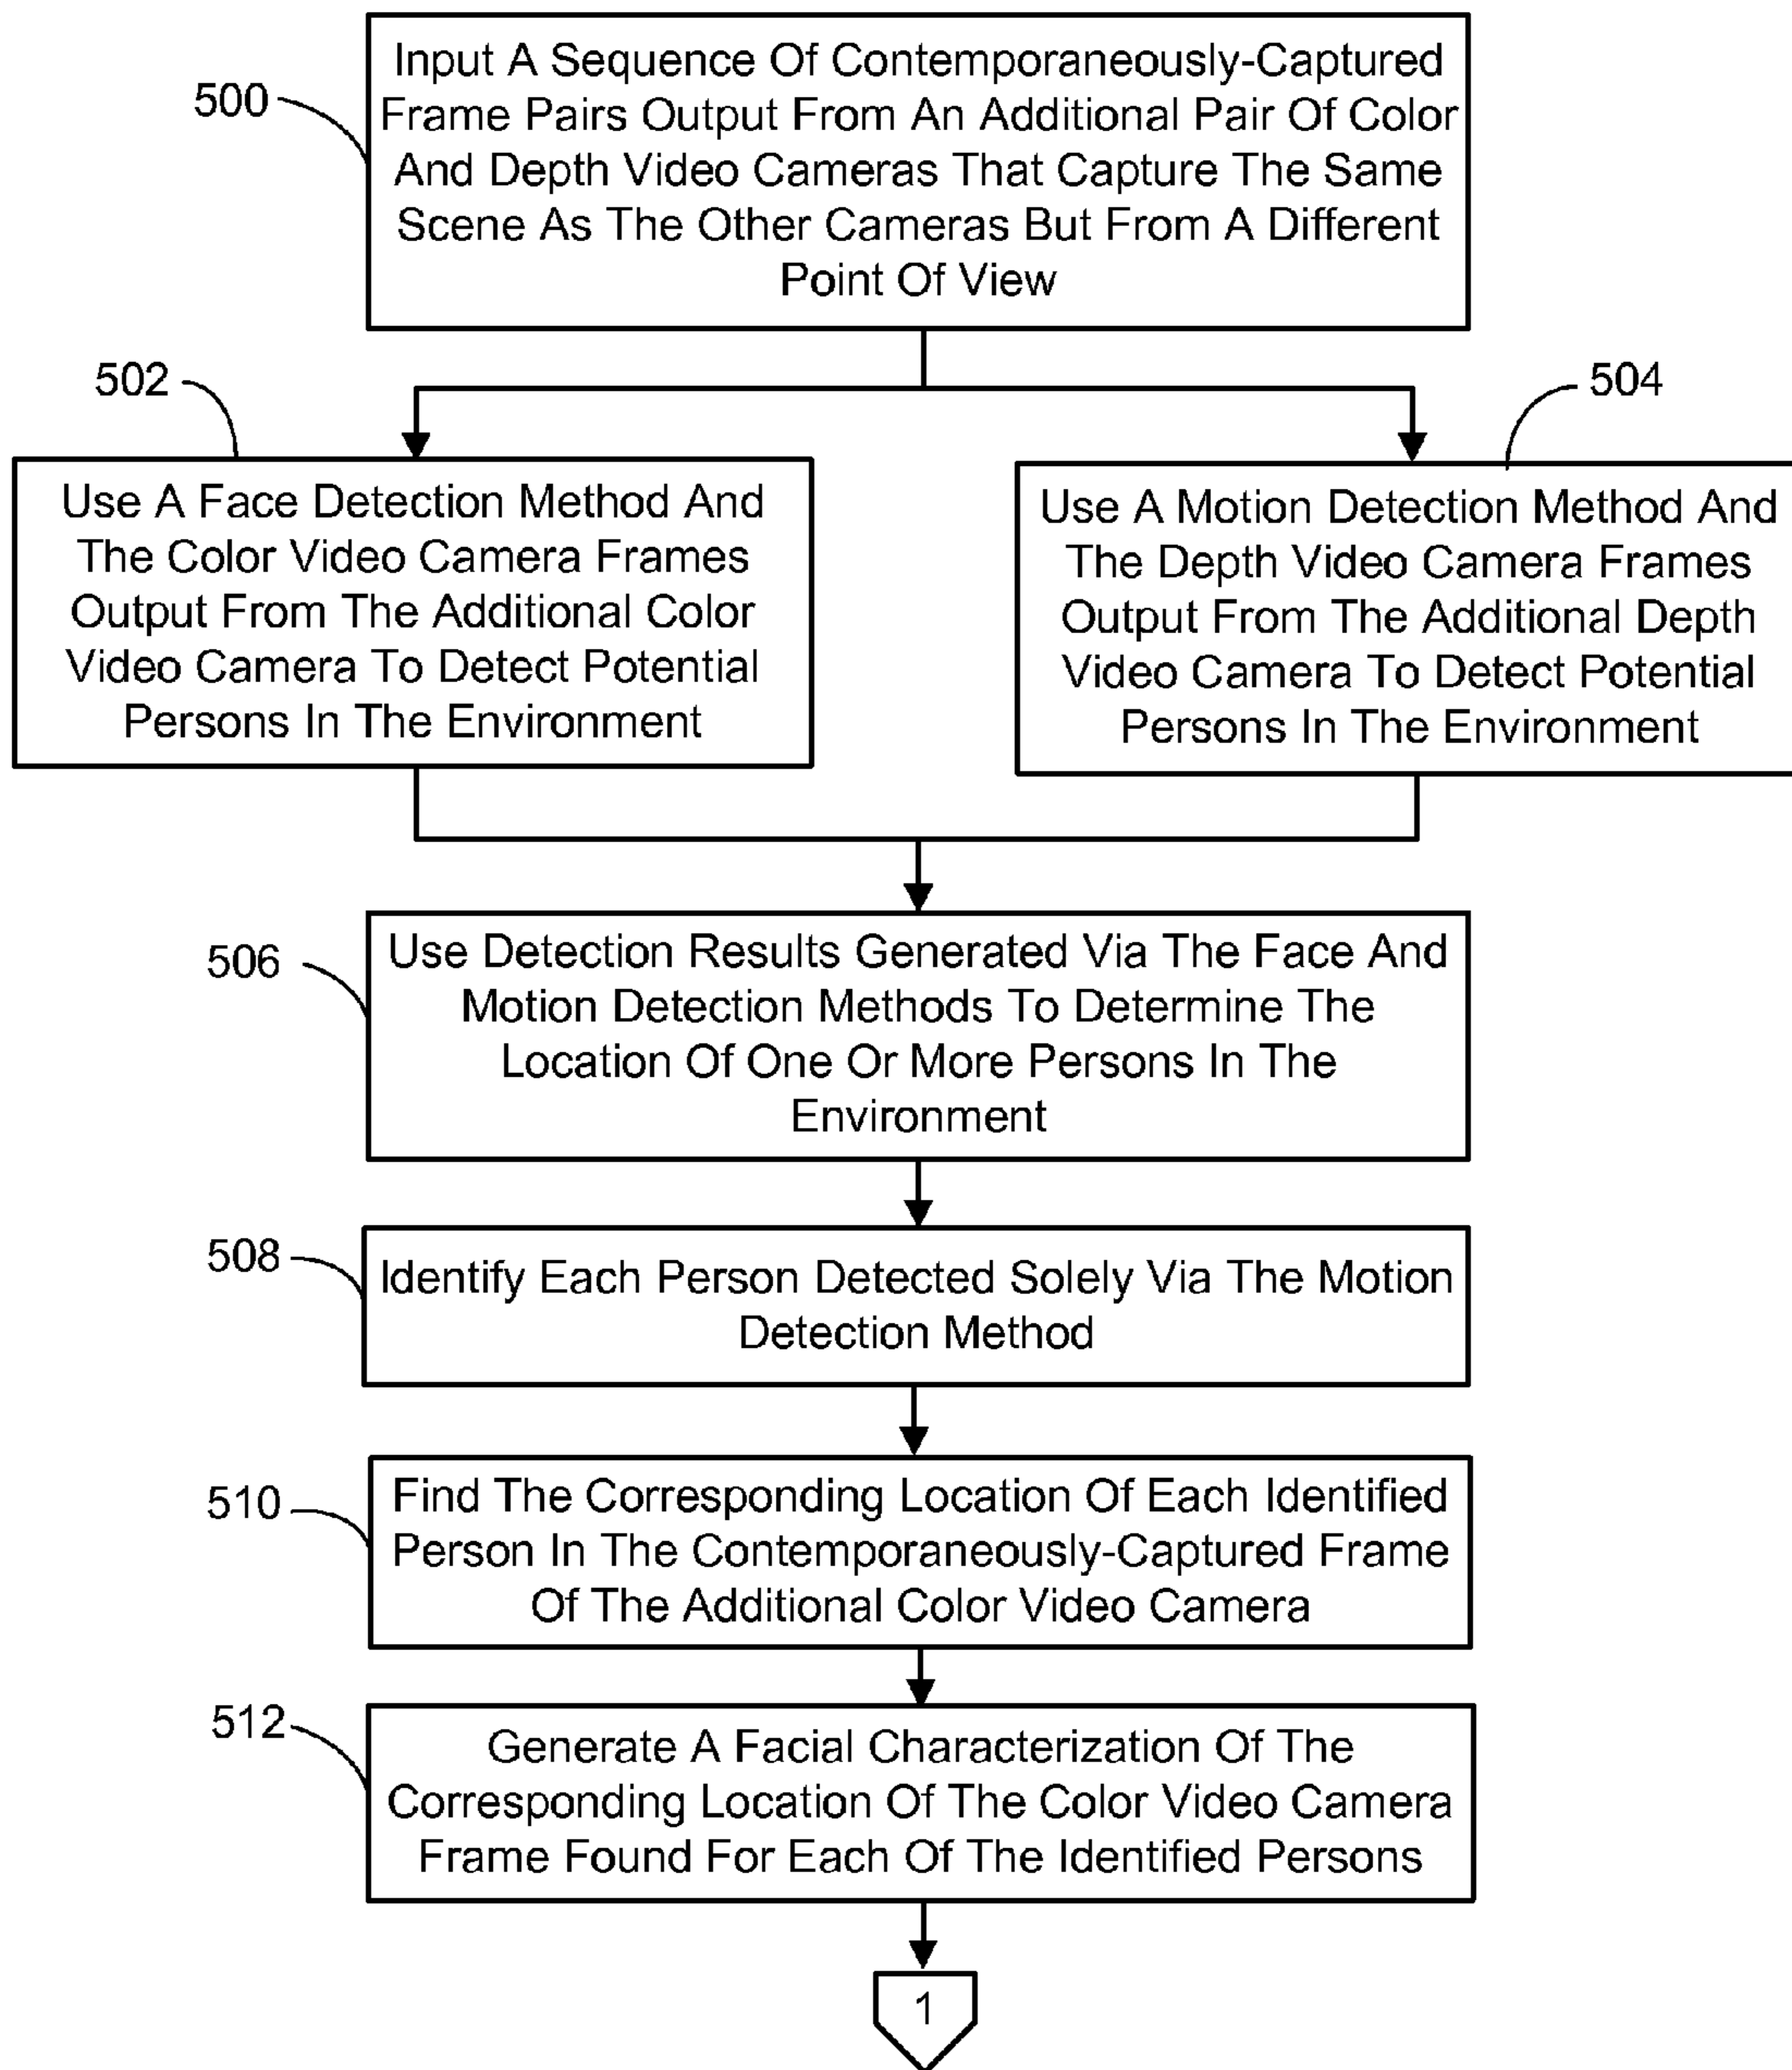 500
Input A Sequence Of Contemporaneously-Captured
Frame Pairs Output From An Additional Pair Of Color
And Depth Video Cameras That Capture The Same
Scene As The Other Cameras But From A Different
Point Of View
502
Use A Face Detection Method And
The Color Video Camera Frames
Output From The Additional Color
Video Camera To Detect Potential
Persons In The Environment
504
Use A Motion Detection Method And
The Depth Video Camera Frames
Output From The Additional Depth
Video Camera To Detect Potential
Persons In The Environment
506
Use Detection Results Generated Via The Face And
Motion Detection Methods To Determine The
Location Of One Or More Persons In The
Environment
508
Identify Each Person Detected Solely Via The Motion
Detection Method
510
Find The Corresponding Location Of Each Identified
Person In The Contemporaneously-Captured Frame
Of The Additional Color Video Camera
512
Generate A Facial Characterization Of The
Corresponding Location Of The Color Video Camera
Frame Found For Each Of The Identified Persons
1